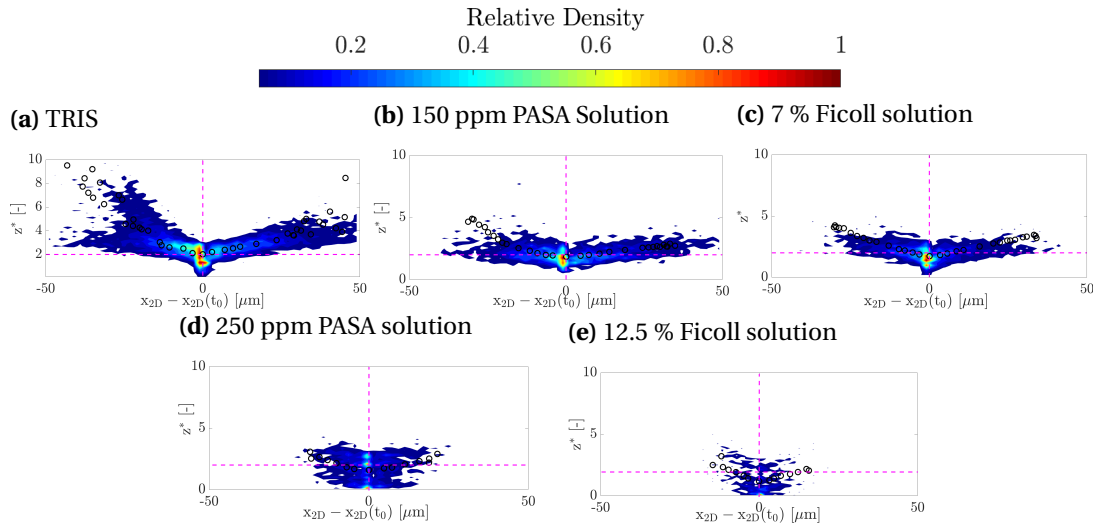 Relative Density
0.2 0.4 0.6 0.8 1
(a) TRIS
(b) 150 ppm PASA Solution
(c) 7 % Ficoll solution
10
8
6
4
2
z* [-]
-50 0 50
x2D − x2D(t0) [μm]
10
5
0
z* [-]
-50 0 50
x2D − x2D(t0) [μm]
10
5
0
z*
-50 0 50
x2D − x2D(t0) [μm]
(d) 250 ppm PASA solution
(e) 12.5 % Ficoll solution
10
5
0
z* [-]
-50 0 50
x2D − x2D(t0) [μm]
10
5
0
z* [-]
-50 0 50
x2D − x2D(t0) [μm]